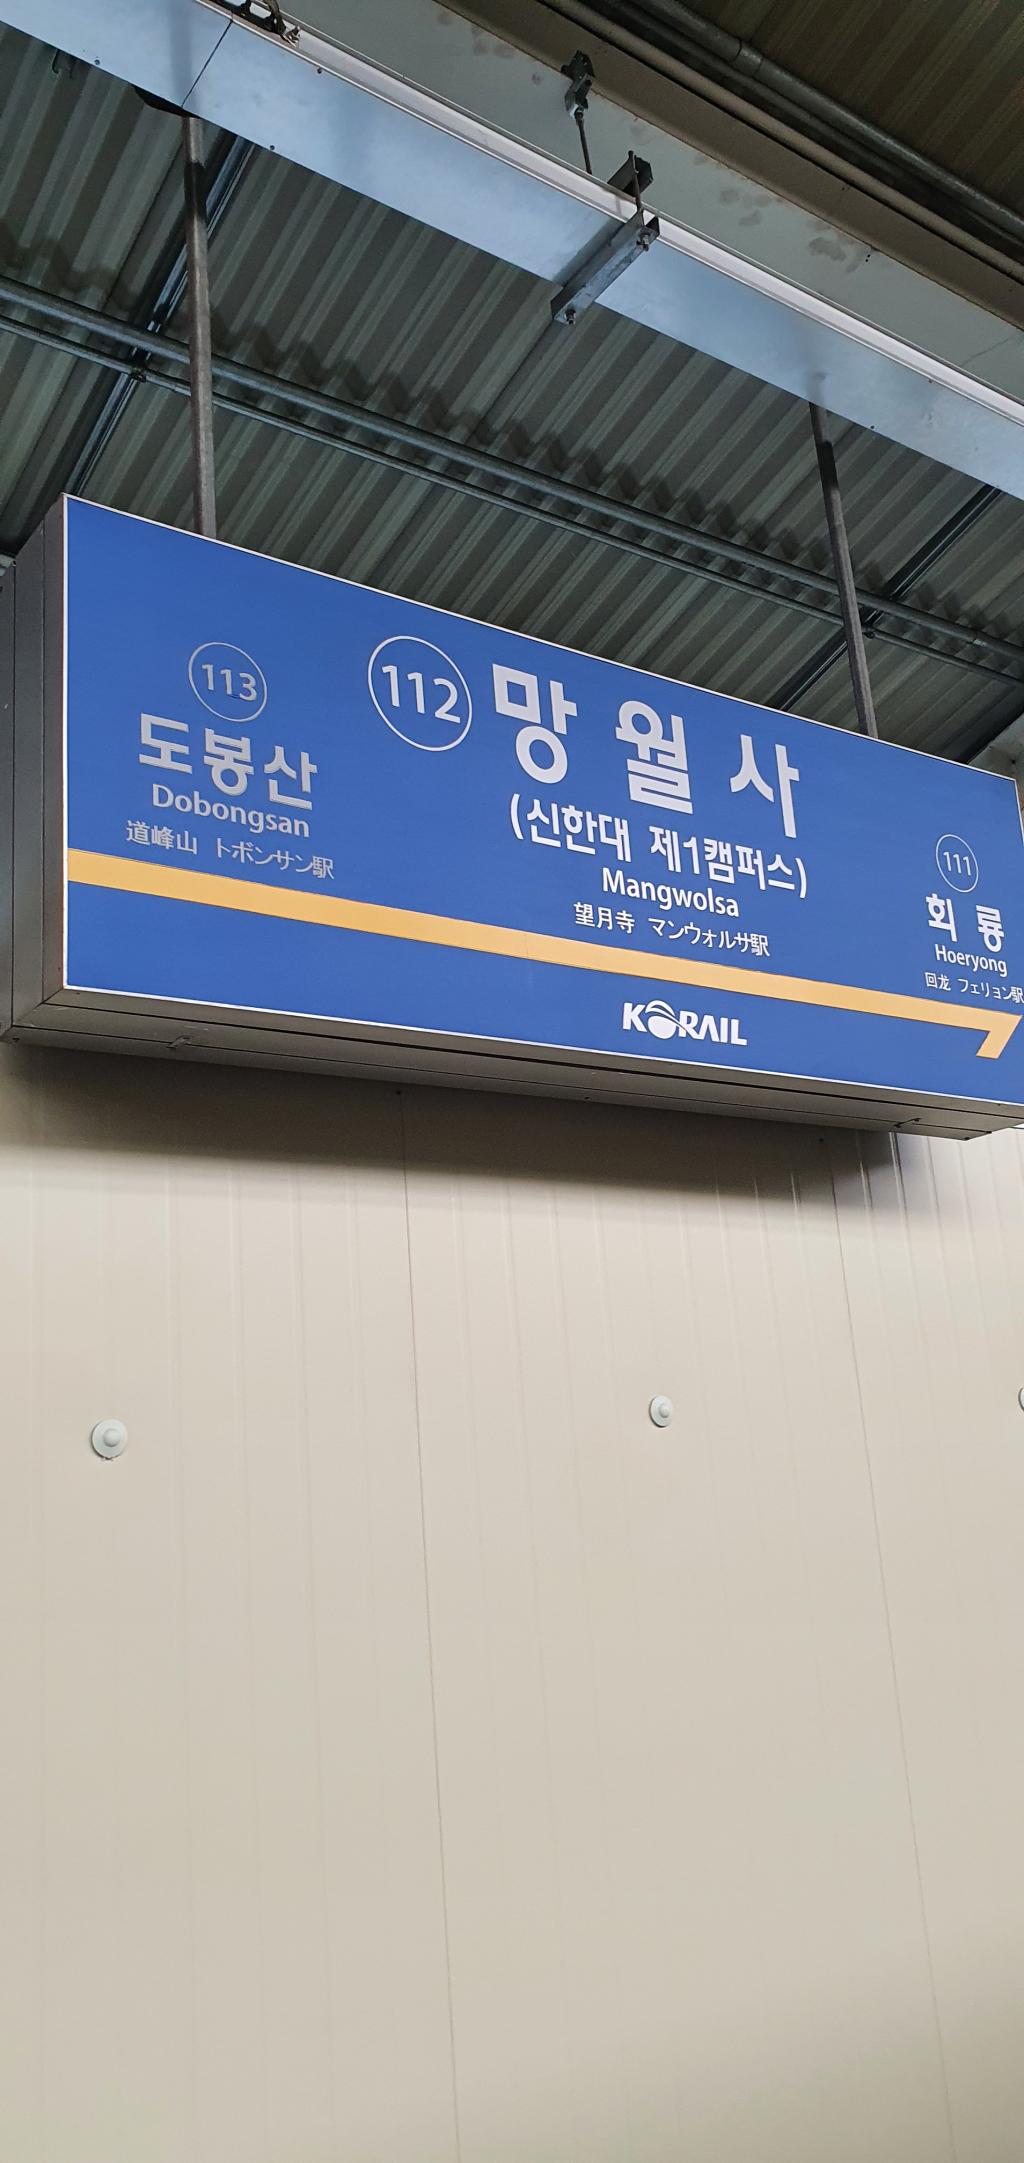 113
도봉산
Dobongsan
道峰山 トボンサン駅
112 망월사
(신한대 제1캠퍼스)
Mangwolsa
望月寺 マンウォルサ駅
111
회룡
Hoeryong
回龙 フェリョン駅
KORAIL